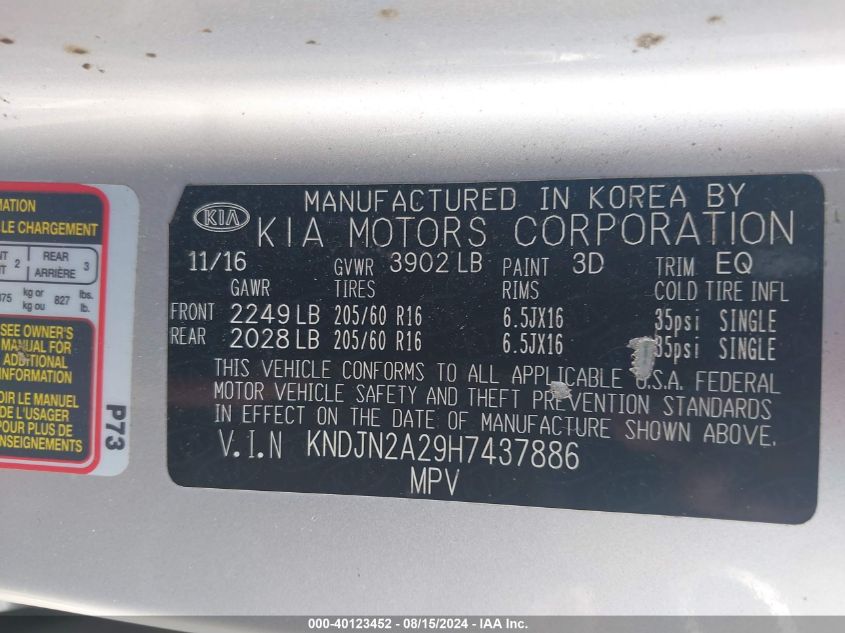 MATION
LE CHARGEMENT
2 REAR 3
ARRIÈRE
kg or 827 lbs.
kg ou lb.
SEE OWNER'S
MANUAL FOR
ADDITIONAL
INFORMATION
LE MANUEL
DE L'USAGER
POUR PLUS DE
P73
KIA
MANUFACTURED IN KOREA BY
KIA MOTORS CORPORATION
11/16 GVWR 3902 LB PAINT 3D TRIM EQ
GAWR TIRES RIMS COLD TIRE INFL
FRONT 2249 LB 205/60 R16 6.5JX16 35psi SINGLE
REAR 2028 LB 205/60 R16 6.5JX16 35psi SINGLE
THIS VEHICLE CONFORMS TO ALL APPLICABLE U.S.A. FEDERAL
MOTOR VEHICLE SAFETY AND THEFT PREVENTION STANDARDS
IN EFFECT ON THE DATE OF MANUFACTURE SHOWN ABOVE.
V.I.N KNDJN2A29H7437886
MPV
000-40123452 - 08/15/2024 - IAA Inc.